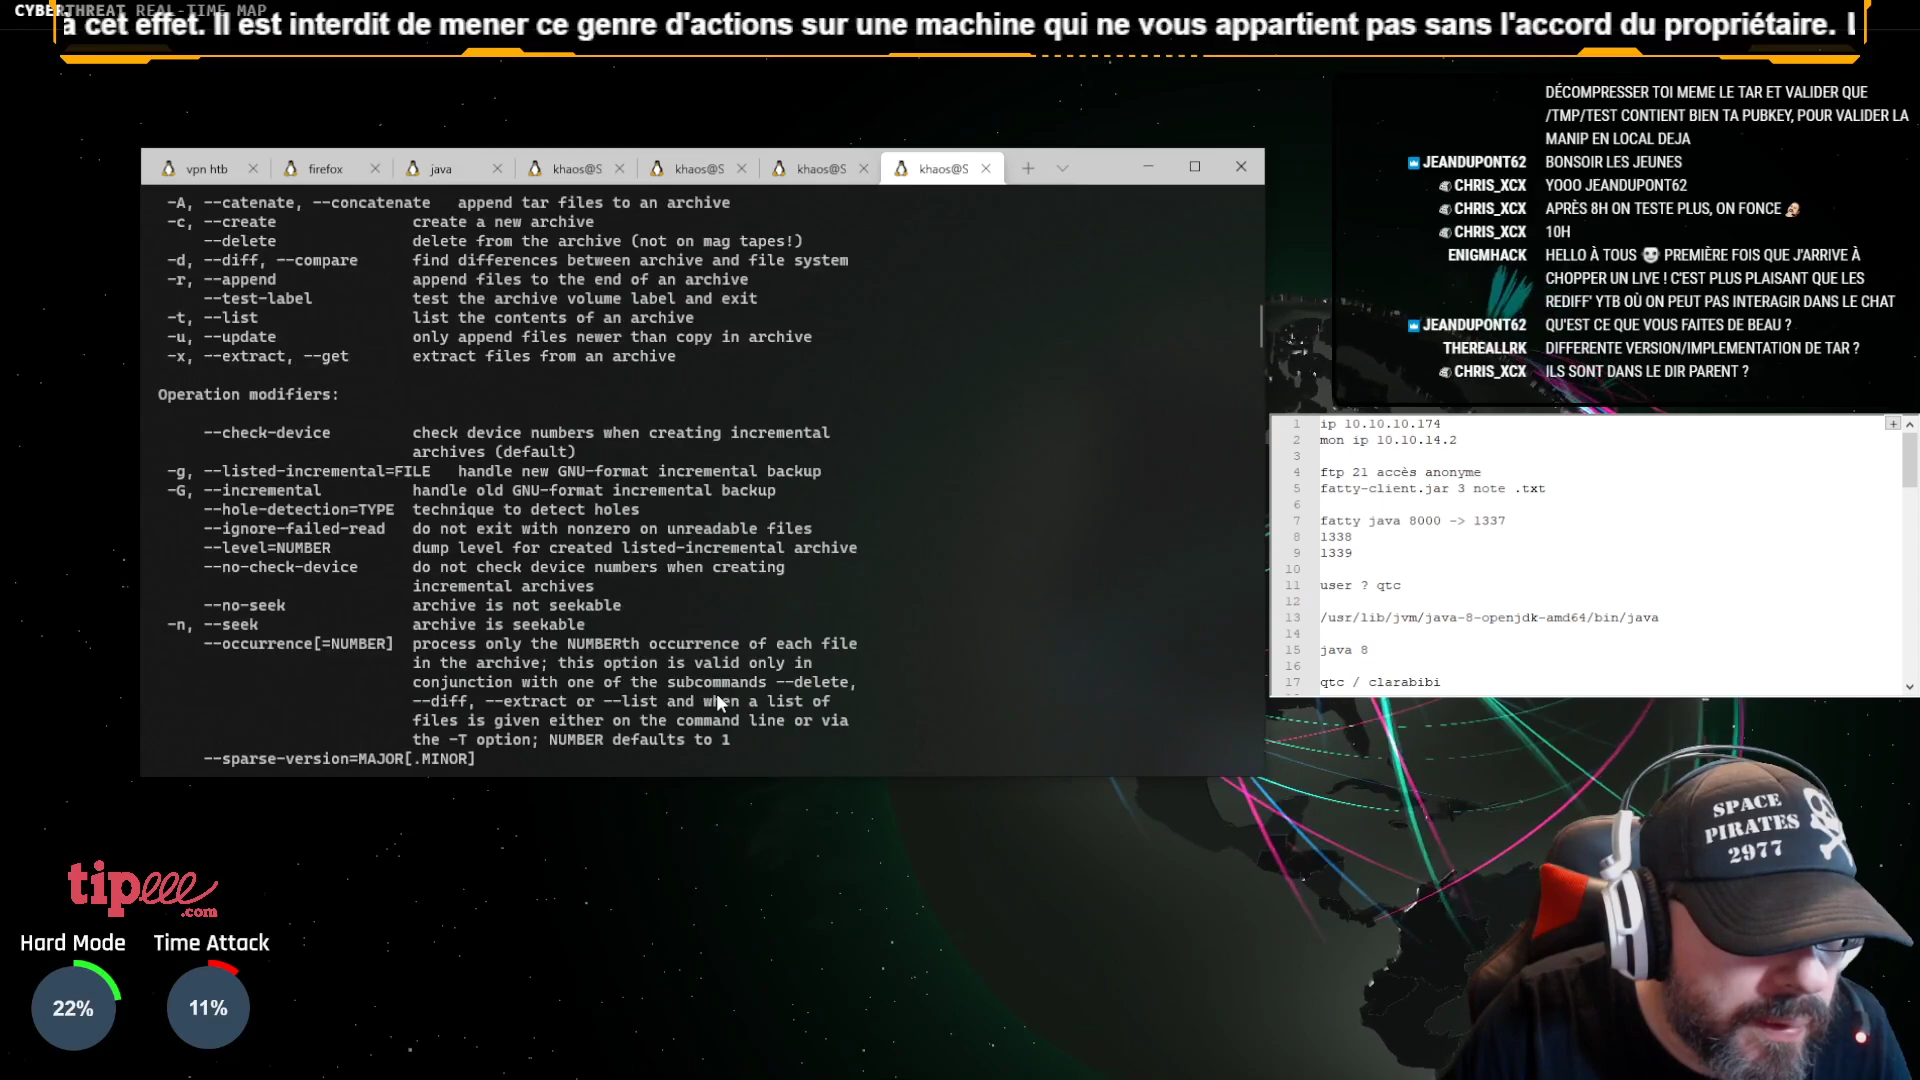 CYBERTHREAT REAL-TIME MAP
à cet effet. Il est interdit de mener ce genre d'actions sur une machine qui ne vous appartient pas sans l'accord du propriétaire. L
DÉCOMPRESSER TOI MEME LE TAR ET VALIDER QUE
/TMP/TEST CONTIENT BIEN TA PUBKEY, POUR VALIDER LA
MANIP EN LOCAL DEJA
JEANDUPONT62 BONSOIR LES JEUNES
CHRIS_XCX YOOO JEANDUPONT62
CHRIS_XCX APRÈS 8H ON TESTE PLUS, ON FONCE
CHRIS_XCX 10H
ENIGMHACK HELLO À TOUS PREMIÈRE FOIS QUE J'ARRIVE À
CHOPPER UN LIVE ! C'EST PLUS PLAISANT QUE LES
REDIFF' YTB OÙ ON PEUT PAS INTERAGIR DANS LE CHAT
JEANDUPONT62 QU'EST CE QUE VOUS FAITES DE BEAU ?
THEREALLRK DIFFERENTE VERSION/IMPLEMENTATION DE TAR ?
CHRIS_XCX ILS SONT DANS LE DIR PARENT ?
vpn htb firefox java khaos@S khaos@S khaos@S khaos@S
-A, --catenate, --concatenate append tar files to an archive
-c, --create create a new archive
--delete delete from the archive (not on mag tapes!)
-d, --diff, --compare find differences between archive and file system
-r, --append append files to the end of an archive
--test-label test the archive volume label and exit
-t, --list list the contents of an archive
-u, --update only append files newer than copy in archive
-x, --extract, --get extract files from an archive
Operation modifiers:
--check-device check device numbers when creating incremental
archives (default)
-g, --listed-incremental=FILE handle new GNU-format incremental backup
-G, --incremental handle old GNU-format incremental backup
--hole-detection=TYPE technique to detect holes
--ignore-failed-read do not exit with nonzero on unreadable files
--level=NUMBER dump level for created listed-incremental archive
--no-check-device do not check device numbers when creating
incremental archives
--no-seek archive is not seekable
-n, --seek archive is seekable
--occurrence[=NUMBER] process only the NUMBERth occurrence of each file
in the archive; this option is valid only in
conjunction with one of the subcommands --delete,
--diff, --extract or --list and when a list of
files is given either on the command line or via
the -T option; NUMBER defaults to 1
--sparse-version=MAJOR[.MINOR]
1 ip 10.10.10.174
2 mon ip 10.10.14.2
3
4 ftp 21 accès anonyme
5 fatty-client.jar 3 note .txt
6
7 fatty java 8000 -> 1337
8 1338
9 1339
10
11 user ? qtc
12
13 /usr/lib/jvm/java-8-openjdk-amd64/bin/java
14
15 java 8
16
17 qtc / clarabibi
tipeee
.com
Hard Mode Time Attack
22% 11%
SPACE
PIRATES
2977